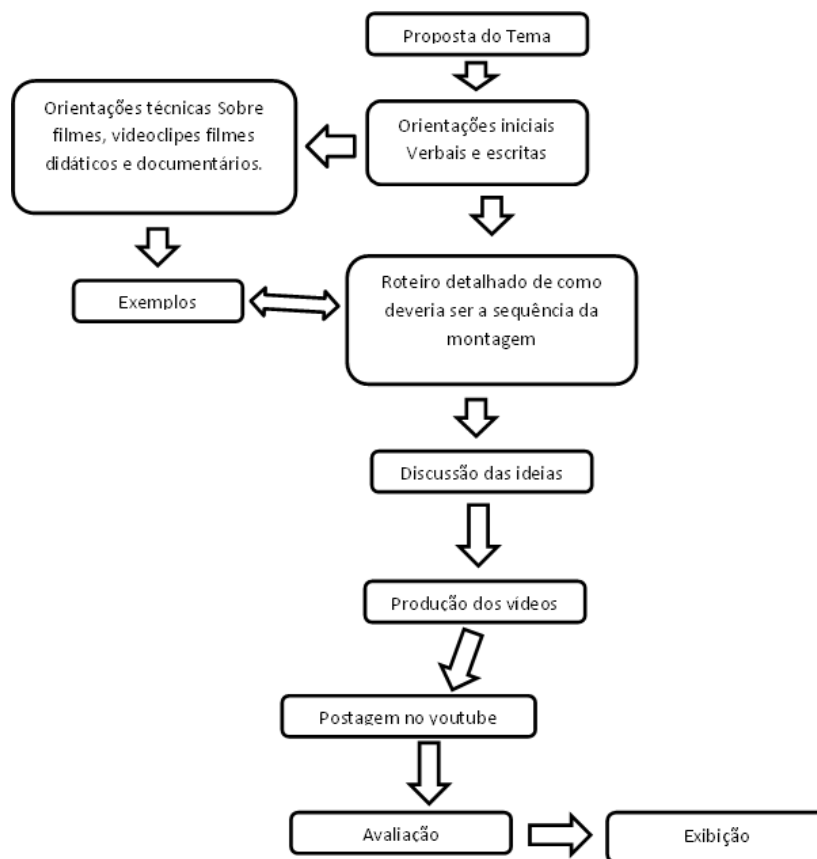 Proposta do Tema
Orientações técnicas Sobre
filmes, videoclipes filmes
didáticos e documentários.
Orientações iniciais
Verbais e escritas
Exemplos
Roteiro detalhado de como
deveria ser a sequência da
montagem
Discussão das ideias
Produção dos vídeos
Postagem no youtube
Avaliação
Exibição